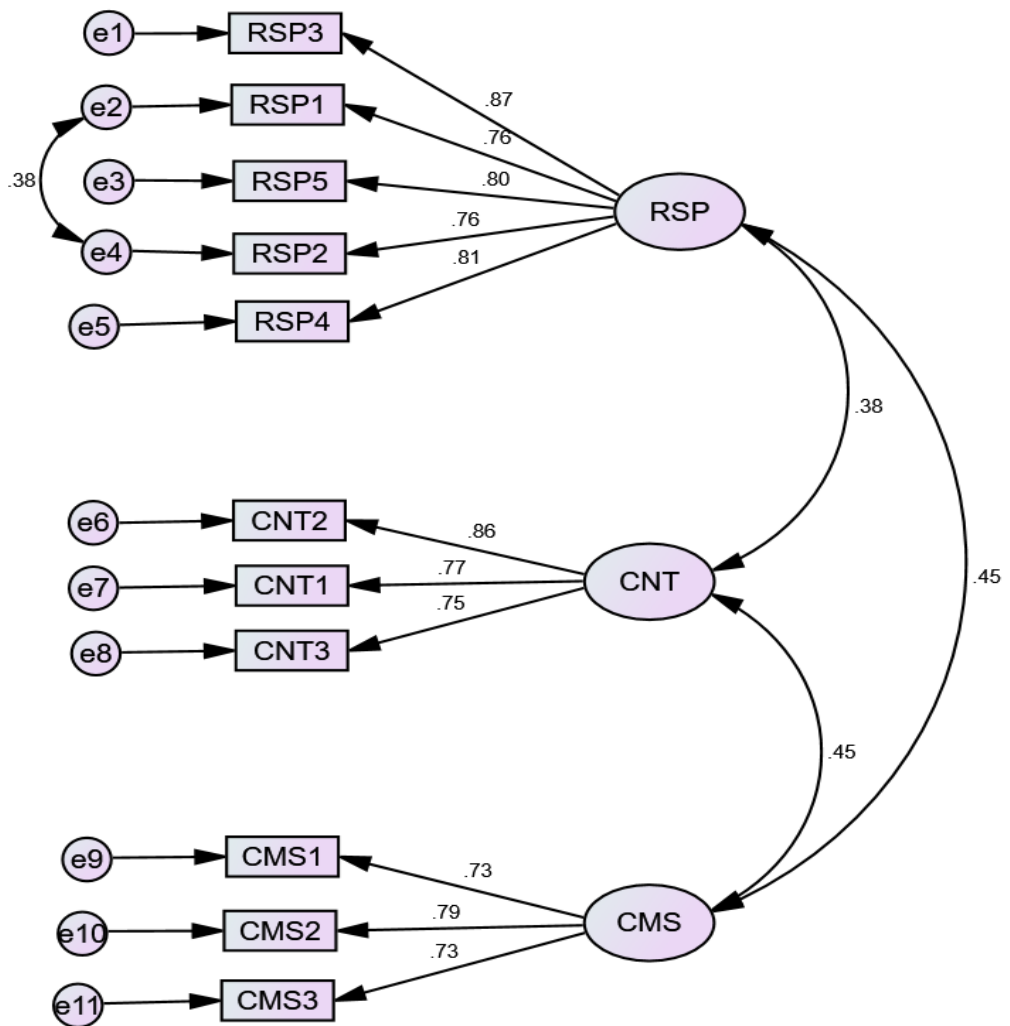 e1 RSP3
.87
e2 RSP1
.76
.38 e3 RSP5 .80 RSP
e4 RSP2 .76
e5 RSP4 .81
.38
e6 CNT2 .86
e7 CNT1 .77 CNT .45
e8 CNT3 .75
.45
e9 CMS1 .73
e10 CMS2 .79 CMS
e11 CMS3 .73